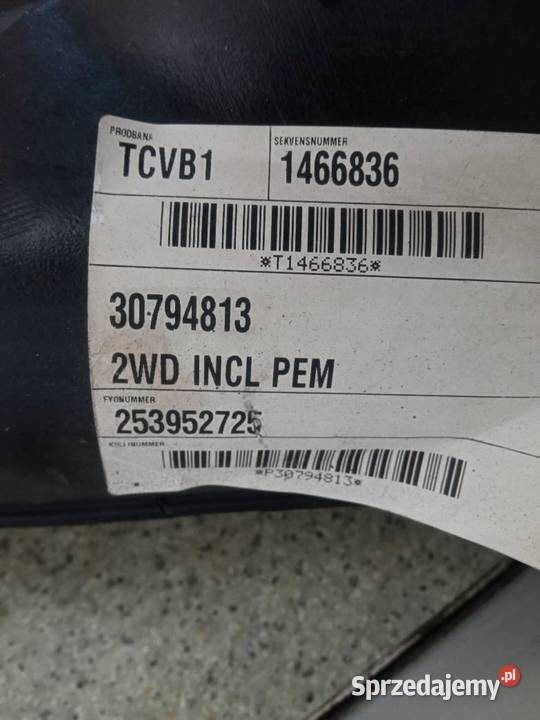 PRODBANA
TCVB1
SEKVENSNUMMER
1466836
*T1466836*
30794813
2WD INCL PEM
FYONUMMER
253952725
KOLLINUMMER
*P30794813*
Sprzedajemy.pl